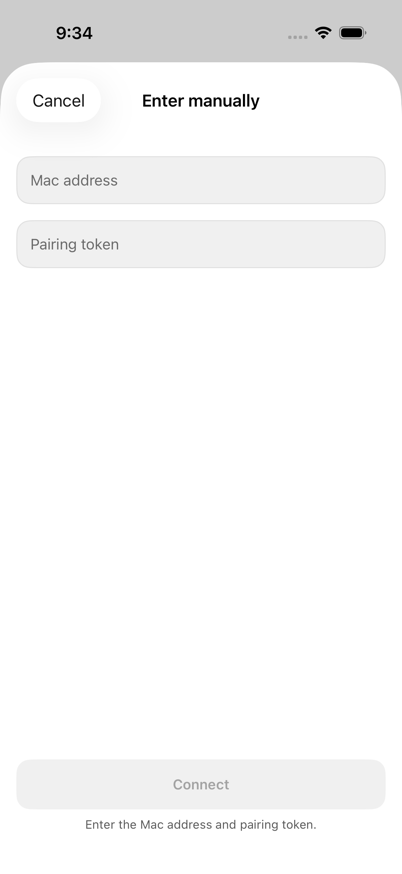 9:34
Cancel
Enter manually
Mac address
Pairing token
Connect
Enter the Mac address and pairing token.